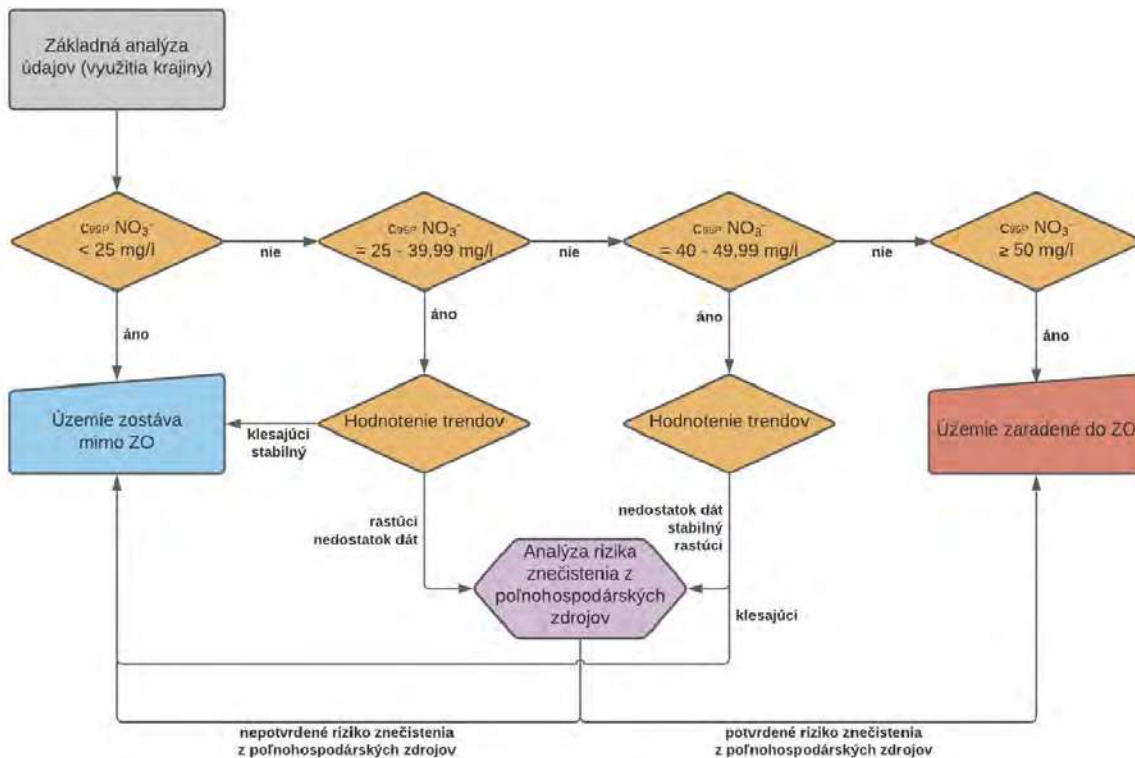 Základná analýza
údajov (využitia krajiny)
c₉₅P NO₃⁻
< 25 mg/l
nie
c₉₅P NO₃⁻
= 25 - 39,99 mg/l
nie
c₉₅P NO₃⁻
= 40 - 49,99 mg/l
nie
c₉₅P NO₃⁻
≥ 50 mg/l
áno
áno
áno
áno
Územie zostáva
mimo ZO
klesajúci
stabilný
Hodnotenie trendov
Hodnotenie trendov
Územie zaradené do ZO
rastúci
nedostatok dát
nedostatok dát
stabilný
rastúci
Analýza rizika
znečistenia z
poľnohospodárských
zdrojov
klesajúci
nepotvrdené riziko znečistenia
z poľnohospodárských zdrojov
potvrdené riziko znečistenia
z poľnohospodárských zdrojov